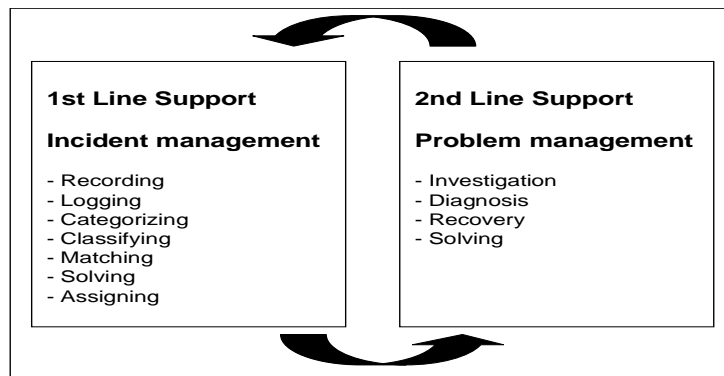 1st Line Support
Incident management
- Recording
- Logging
- Categorizing
- Classifying
- Matching
- Solving
- Assigning
2nd Line Support
Problem management
- Investigation
- Diagnosis
- Recovery
- Solving